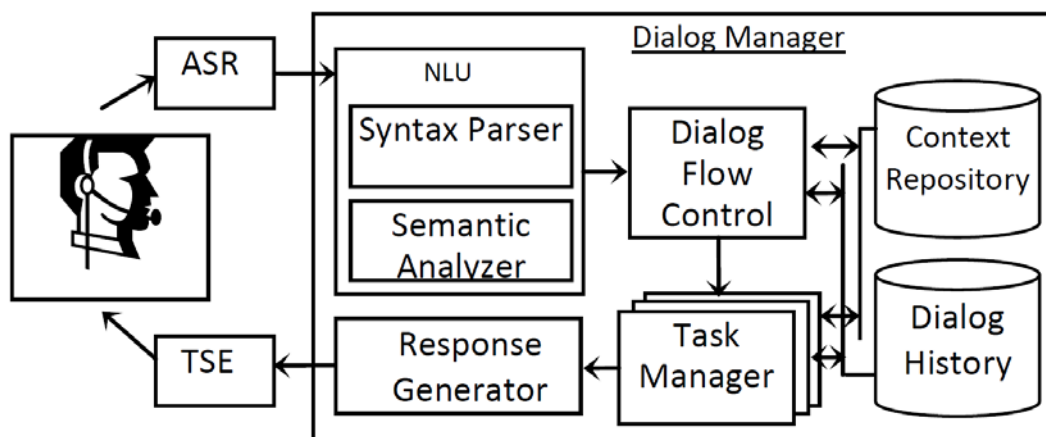 Dialog Manager
ASR
NLU
Syntax Parser
Semantic
Analyzer
Dialog
Flow
Control
Context
Repository
TSE
Response
Generator
Task
Manager
Dialog
History